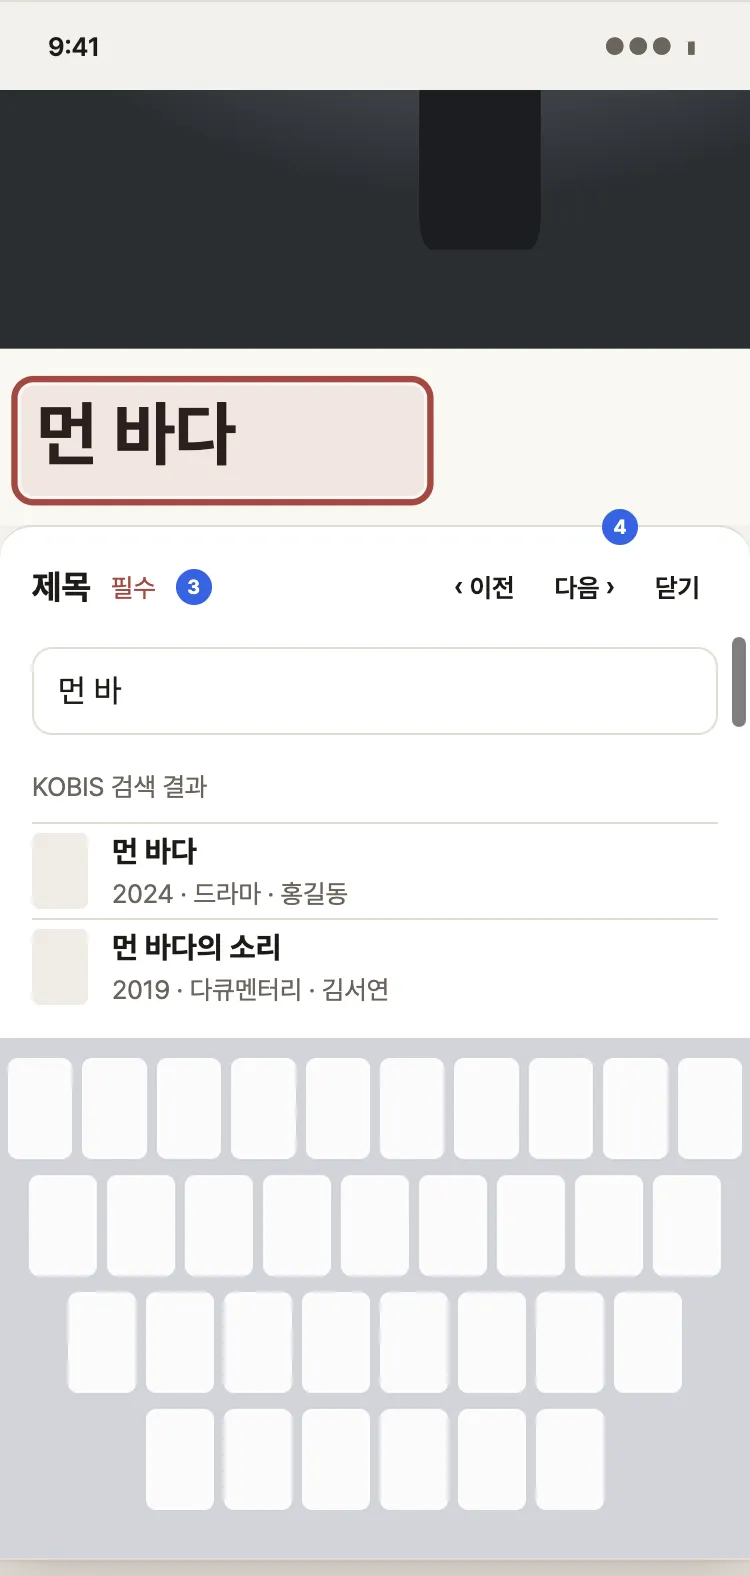 9:41
먼 바다
4
제목 필수 3 ‹ 이전 다음 › 닫기
먼 바
KOBIS 검색 결과
먼 바다
2024 · 드라마 · 홍길동
먼 바다의 소리
2019 · 다큐멘터리 · 김서연